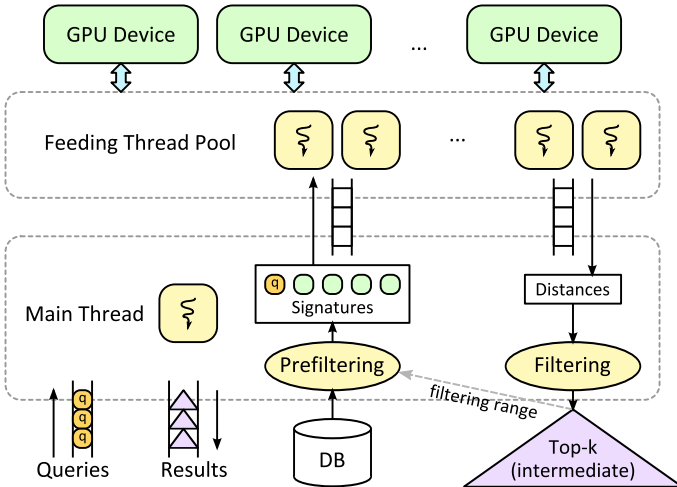 GPU Device
GPU Device
...
GPU Device
Feeding Thread Pool
...
q
Signatures
Distances
Main Thread
Prefiltering
Filtering
filtering range
q
q
q
Queries
Results
DB
Top-k
(intermediate)